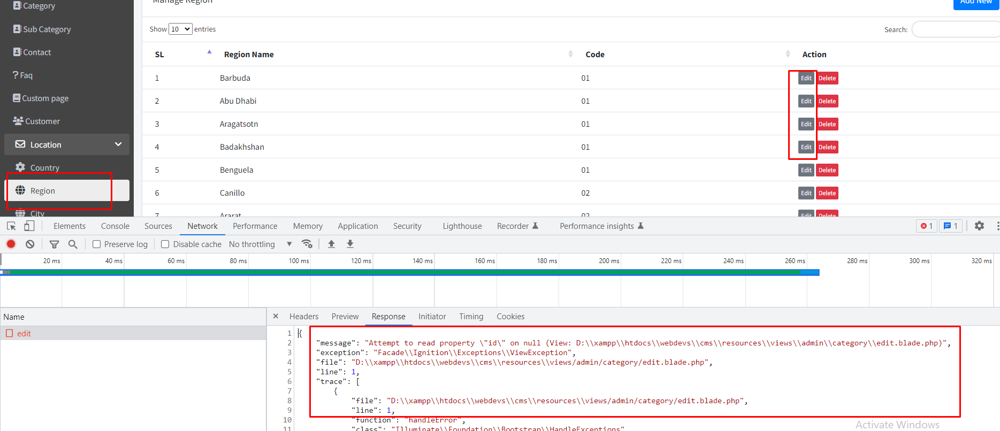 Category
Sub Category
Contact
Faq
Custom page
Customer
Location
Country
Region
City
Manage Region
Add New
Show 10 entries
Search:
SL Region Name Code Action
1 Barbuda 01 Edit Delete
2 Abu Dhabi 01 Edit Delete
3 Aragatsotn 01 Edit Delete
4 Badakhshan 01 Edit Delete
5 Benguela 01 Edit Delete
6 Canillo 02 Edit Delete
7 Ararat 02 Edit Delete
Elements Console Sources Network Performance Memory Application Security Lighthouse Recorder Performance insights 1 1
Preserve log Disable cache No throttling
20 ms 40 ms 60 ms 80 ms 100 ms 120 ms 140 ms 160 ms 180 ms 200 ms 220 ms 240 ms 260 ms 280 ms 300 ms 320 ms
Name
edit
× Headers Preview Response Initiator Timing Cookies
1 {
2 "message": "Attempt to read property \"id\" on null (View: D:\\xampp\\htdocs\\webdevs\\cms\\resources\\views\\admin\\category\\edit.blade.php)",
3 "exception": "Facade\\Ignition\\Exceptions\\ViewException",
4 "file": "D:\\xampp\\htdocs\\webdevs\\cms\\resources\\views/admin/category/edit.blade.php",
5 "line": 1,
6 "trace": [
7 {
8 "file": "D:\\xampp\\htdocs\\webdevs\\cms\\resources\\views/admin/category/edit.blade.php",
9 "line": 1,
10 "function": "handleError",
11 "class": "Illuminate\\Foundation\\Bootstrap\\HandleExceptions"
Activate Windows